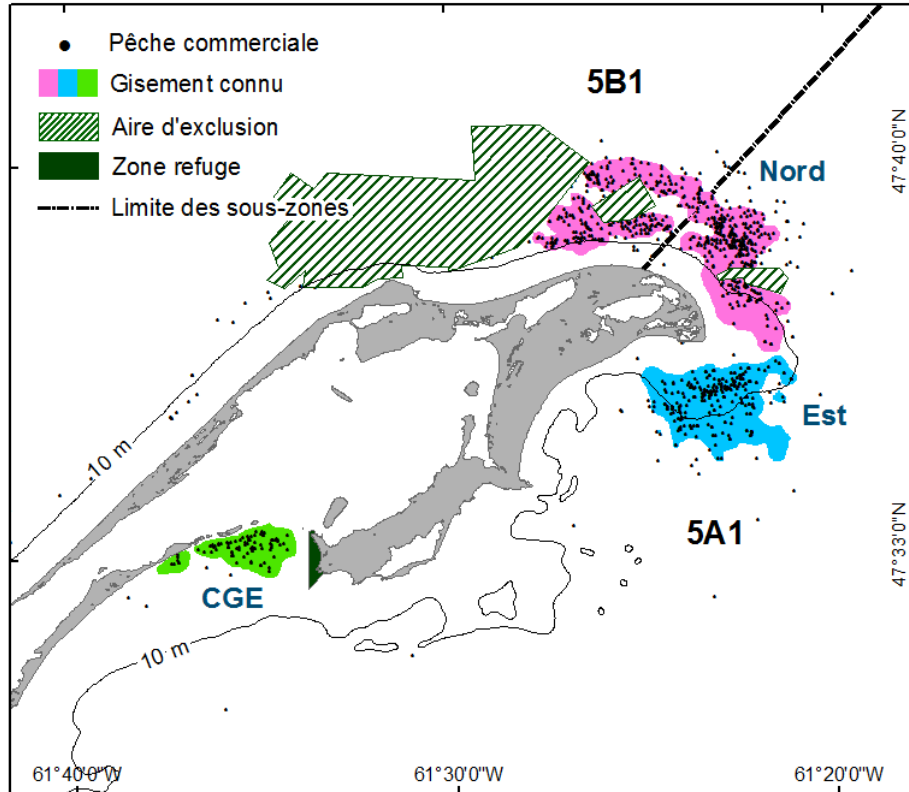 Pêche commerciale
Gisement connu
Aire d'exclusion
Zone refuge
Limite des sous-zones
5B1
Nord
47°40'0"N
Est
10 m
5A1
47°33'0"N
CGE
10 m
61°40'0"W
61°30'0"W
61°20'0"W